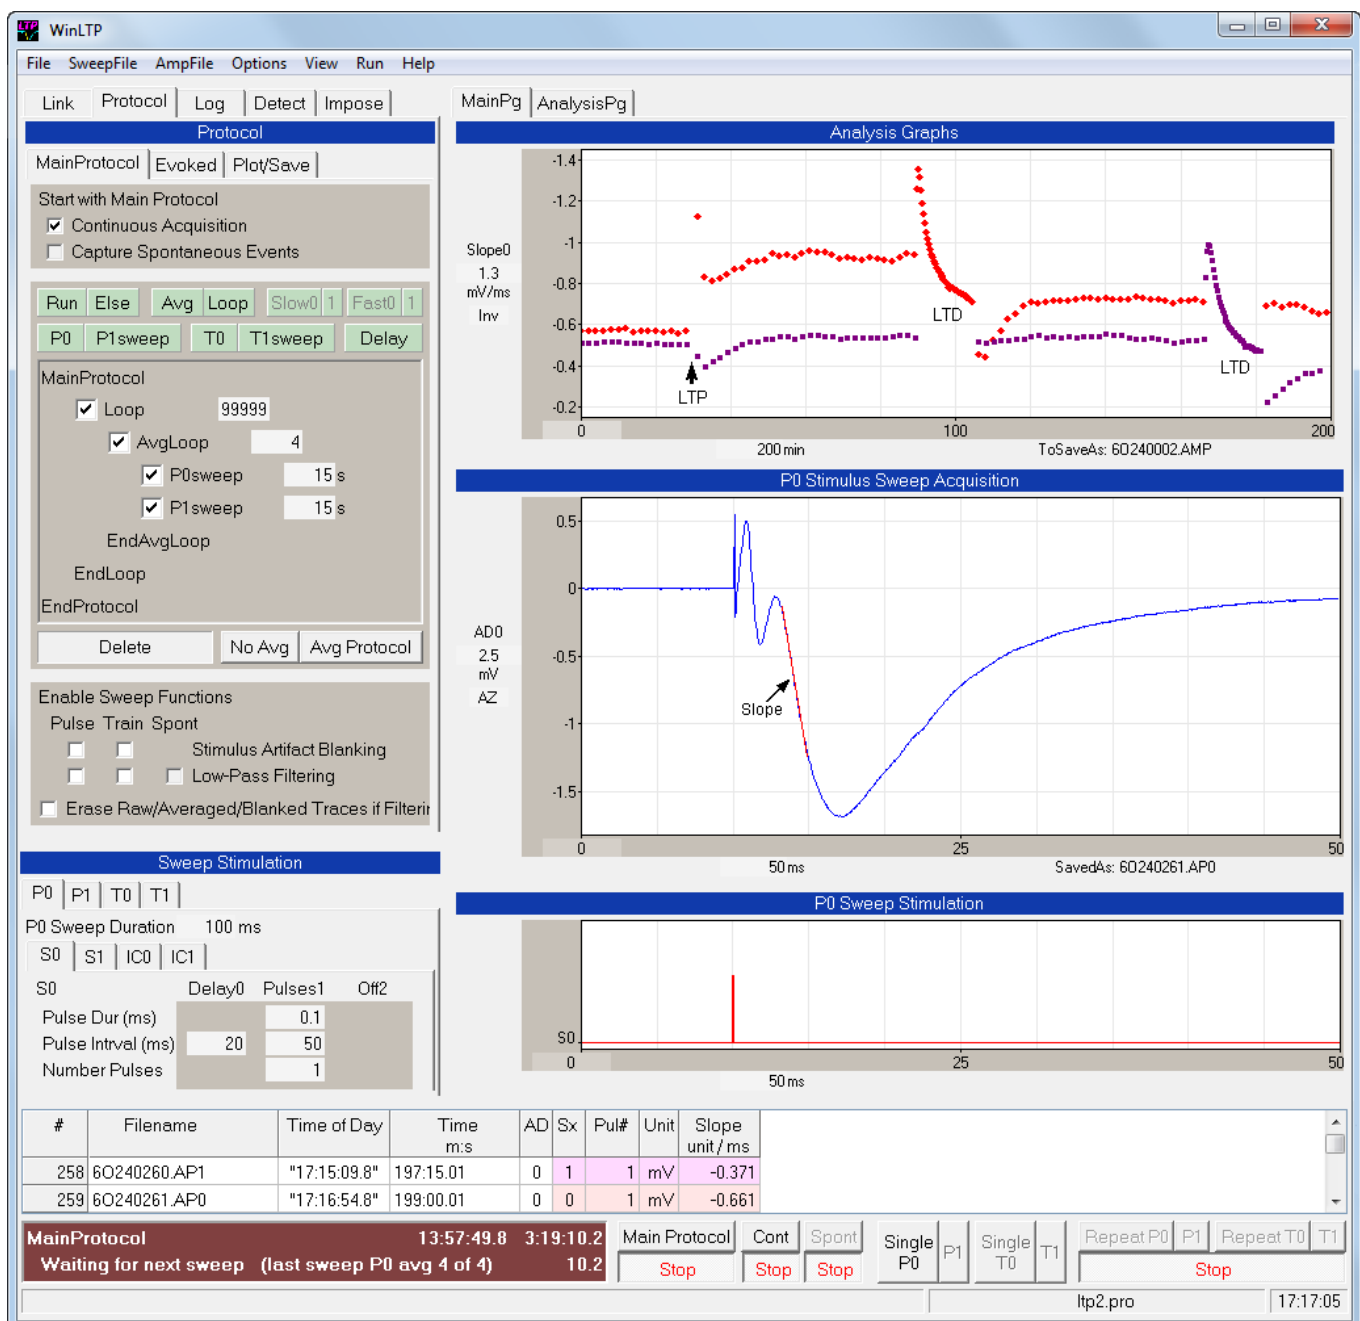 WinLTP
File SweepFile AmpFile Options View Run Help
Link Protocol Log Detect Impose
Protocol
MainProtocol Evoked Plot/Save
Start with Main Protocol
Continuous Acquisition
Capture Spontaneous Events
Run Else Avg Loop Slow0 1 Fast0 1
P0 P1sweep T0 T1sweep Delay
MainProtocol
Loop 99999
AvgLoop 4
P0sweep 15 s
P1sweep 15 s
EndAvgLoop
EndLoop
EndProtocol
Delete No Avg Avg Protocol
Enable Sweep Functions
Pulse Train Spont
Stimulus Artifact Blanking
Low-Pass Filtering
Erase Raw/Averaged/Blanked Traces if Filterin
Sweep Stimulation
P0 P1 T0 T1
P0 Sweep Duration 100 ms
S0 S1 IC0 IC1
S0 Delay0 Pulses1 Off2
Pulse Dur (ms) 0.1
Pulse Intrval (ms) 20 50
Number Pulses 1
MainPg AnalysisPg
Analysis Graphs
Slope0
1.3
mV/ms
Inv
-1.4
-1.2
-1
-0.8
-0.6
-0.4
-0.2
LTP
LTD
LTD
0 100 200
200 min ToSaveAs: 6O240002.AMP
P0 Stimulus Sweep Acquisition
AD0
2.5
mV
AZ
0.5
0
-0.5
-1
-1.5
Slope
0 25 50
50 ms SavedAs: 6O240261.AP0
P0 Sweep Stimulation
S0
0 25 50
50 ms
# Filename Time of Day Time m:s AD Sx Pul# Unit Slope unit / ms
258 6O240260.AP1 "17:15:09.8" 197:15.01 0 1 1 mV -0.371
259 6O240261.AP0 "17:16:54.8" 199:00.01 0 0 1 mV -0.661
MainProtocol 13:57:49.8 3:19:10.2
Waiting for next sweep (last sweep P0 avg 4 of 4) 10.2
Main Protocol Cont Spont
Stop Stop Stop
Single P0 P1 Single T0 T1
Repeat P0 P1 Repeat T0 T1
Stop
ltp2.pro 17:17:05